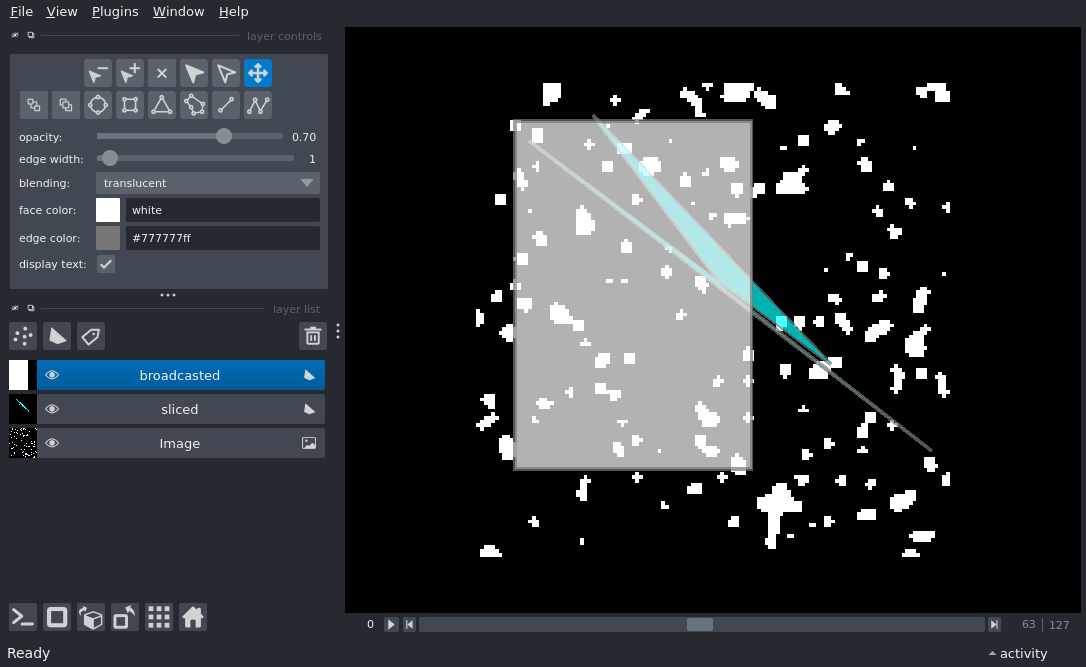 File View Plugins Window Help
layer controls
opacity: 0.70
edge width: 1
blending: translucent
face color: white
edge color: #777777ff
display text:
layer list
broadcasted
sliced
Image
0 63 127
Ready activity